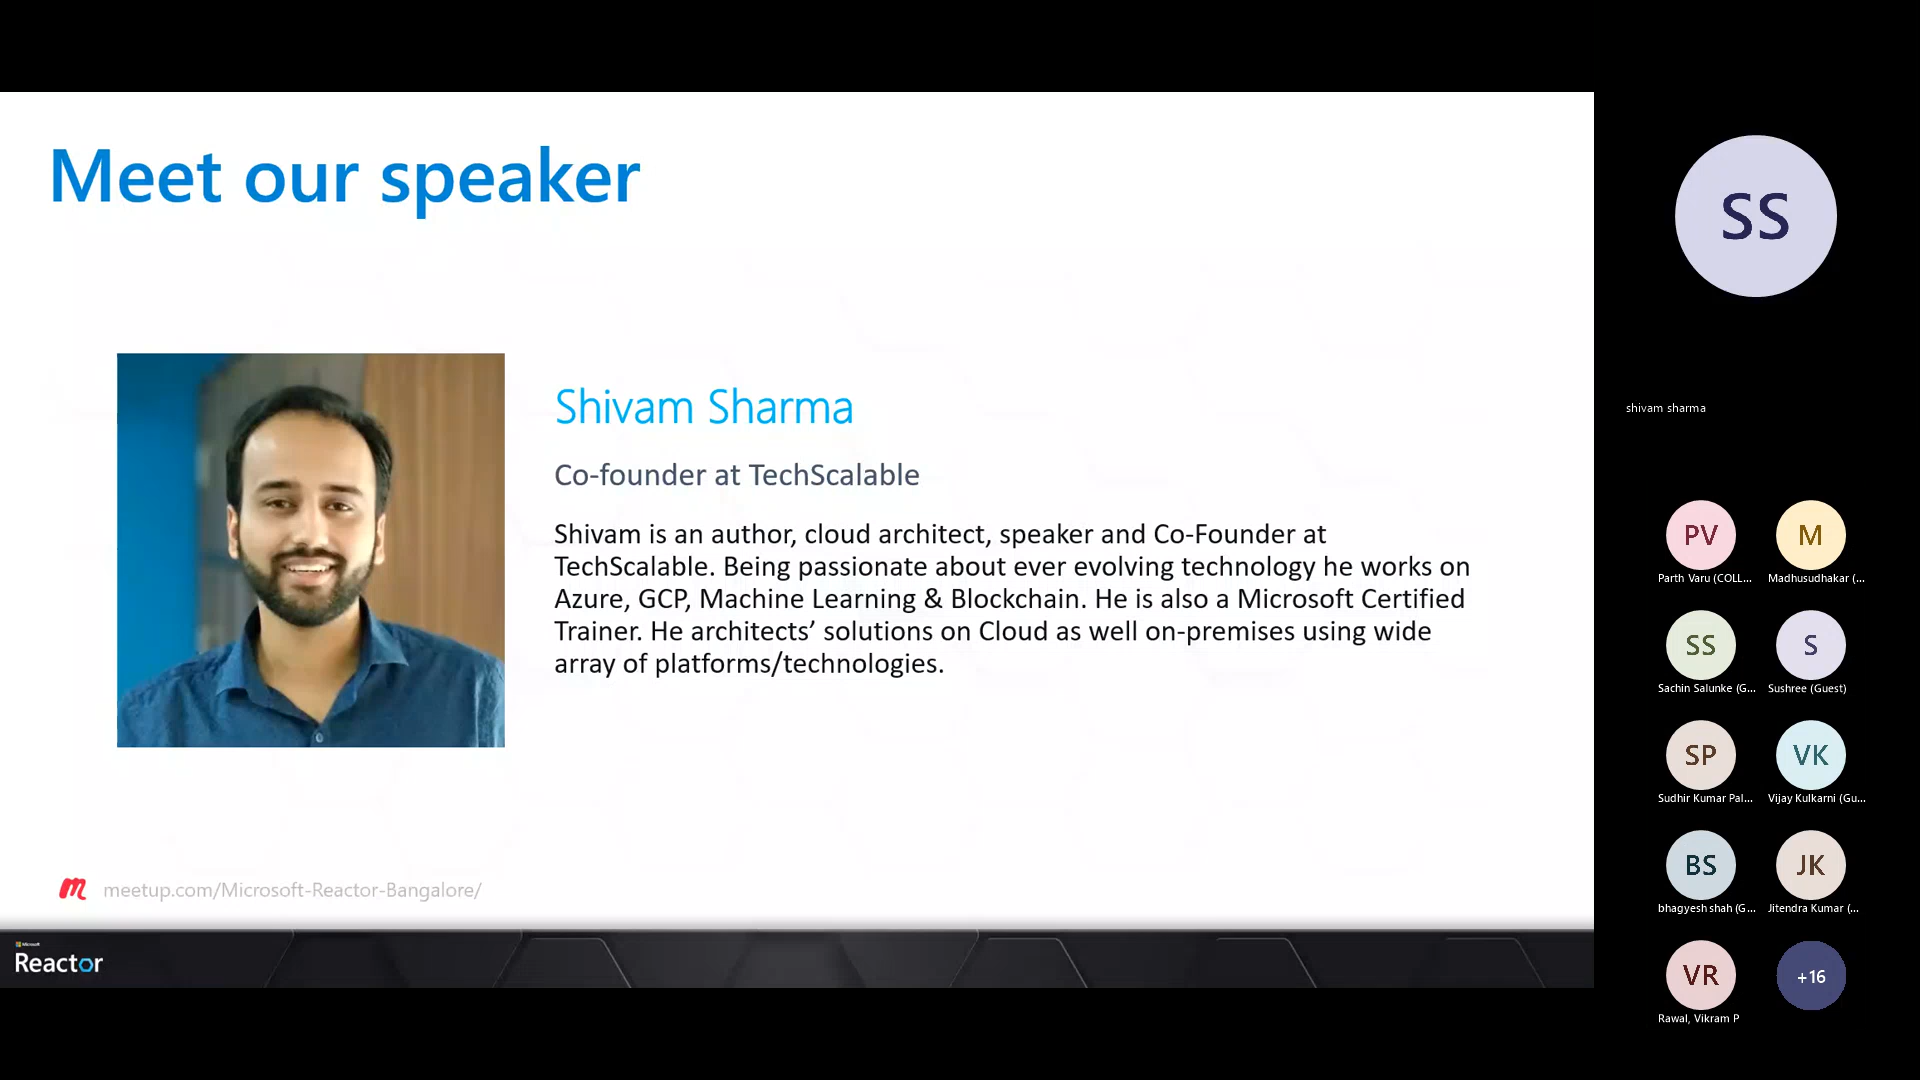 Meet our speaker
Shivam Sharma
Co-founder at TechScalable
Shivam is an author, cloud architect, speaker and Co-Founder at
TechScalable. Being passionate about ever evolving technology he works on
Azure, GCP, Machine Learning & Blockchain. He is also a Microsoft Certified
Trainer. He architects’ solutions on Cloud as well on-premises using wide
array of platforms/technologies.
meetup.com/Microsoft-Reactor-Bangalore/
Microsoft
Reactor
SS
shivam sharma
PV
M
Parth Varu (COLL...
Madhusudhakar (...
SS
S
Sachin Salunke (G...
Sushree (Guest)
SP
VK
Sudhir Kumar Pal...
Vijay Kulkarni (Gu...
BS
JK
bhagyesh shah (G...
Jitendra Kumar (...
VR
+16
Rawal, Vikram P